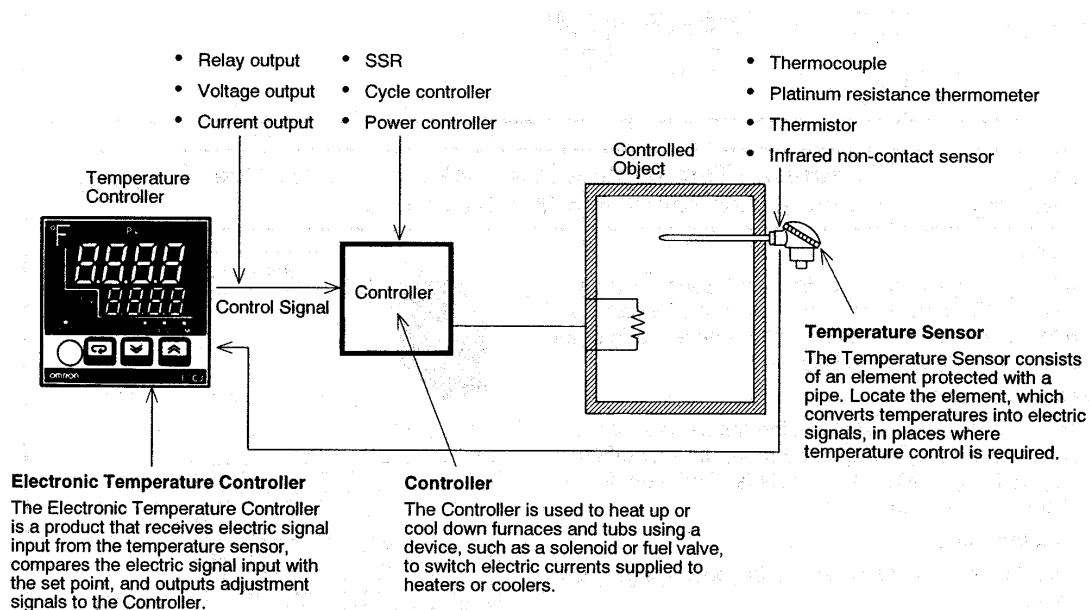 • Relay output
• Voltage output
• Current output
• SSR
• Cycle controller
• Power controller
• Thermocouple
• Platinum resistance thermometer
• Thermistor
• Infrared non-contact sensor
Temperature
Controller
Controlled
Object
°F
PV
8888
8888
omron
Control Signal
Controller
Temperature Sensor
The Temperature Sensor consists
of an element protected with a
pipe. Locate the element, which
converts temperatures into electric
signals, in places where
temperature control is required.
Electronic Temperature Controller
The Electronic Temperature Controller
is a product that receives electric signal
input from the temperature sensor,
compares the electric signal input with
the set point, and outputs adjustment
signals to the Controller.
Controller
The Controller is used to heat up or
cool down furnaces and tubs using a
device, such as a solenoid or fuel valve,
to switch electric currents supplied to
heaters or coolers.